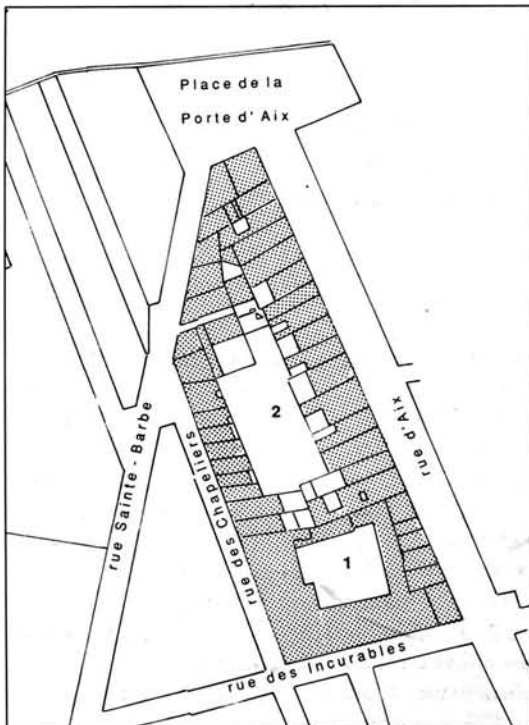 Place de la
Porte d'Aix
2
rue d'Aix
rue Sainte-Barbe
rue des Chapeliers
1
rue des Incurables